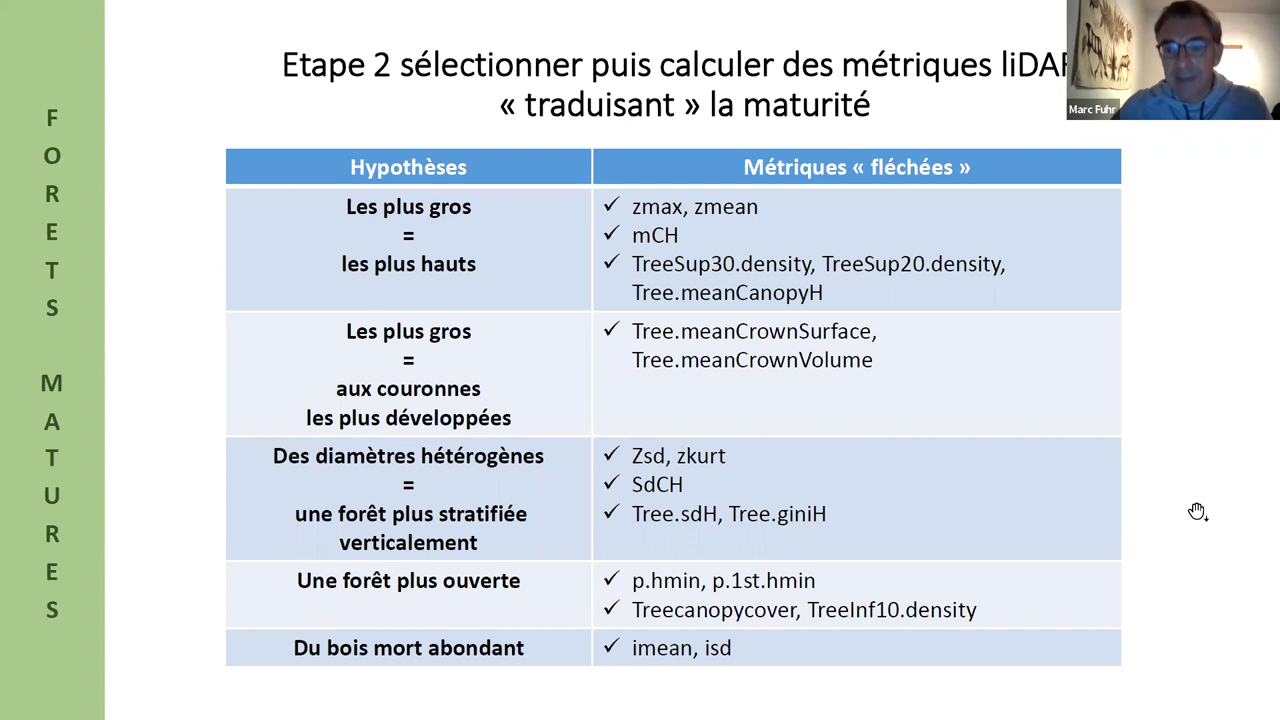 Etape 2 sélectionner puis calculer des métriques liDAR
« traduisant » la maturité
Marc Fuhr
FORETS MATURES
Hypothèses
Métriques « fléchées »
Les plus gros
=
les plus hauts
✓ zmax, zmean
✓ mCH
✓ TreeSup30.density, TreeSup20.density,
Tree.meanCanopyH
Les plus gros
=
aux couronnes
les plus développées
✓ Tree.meanCrownSurface,
Tree.meanCrownVolume
Des diamètres hétérogènes
=
une forêt plus stratifiée
verticalement
✓ Zsd, zkurt
✓ SdCH
✓ Tree.sdH, Tree.giniH
Une forêt plus ouverte
✓ p.hmin, p.1st.hmin
✓ Treecanopycover, TreeInf10.density
Du bois mort abondant
✓ imean, isd